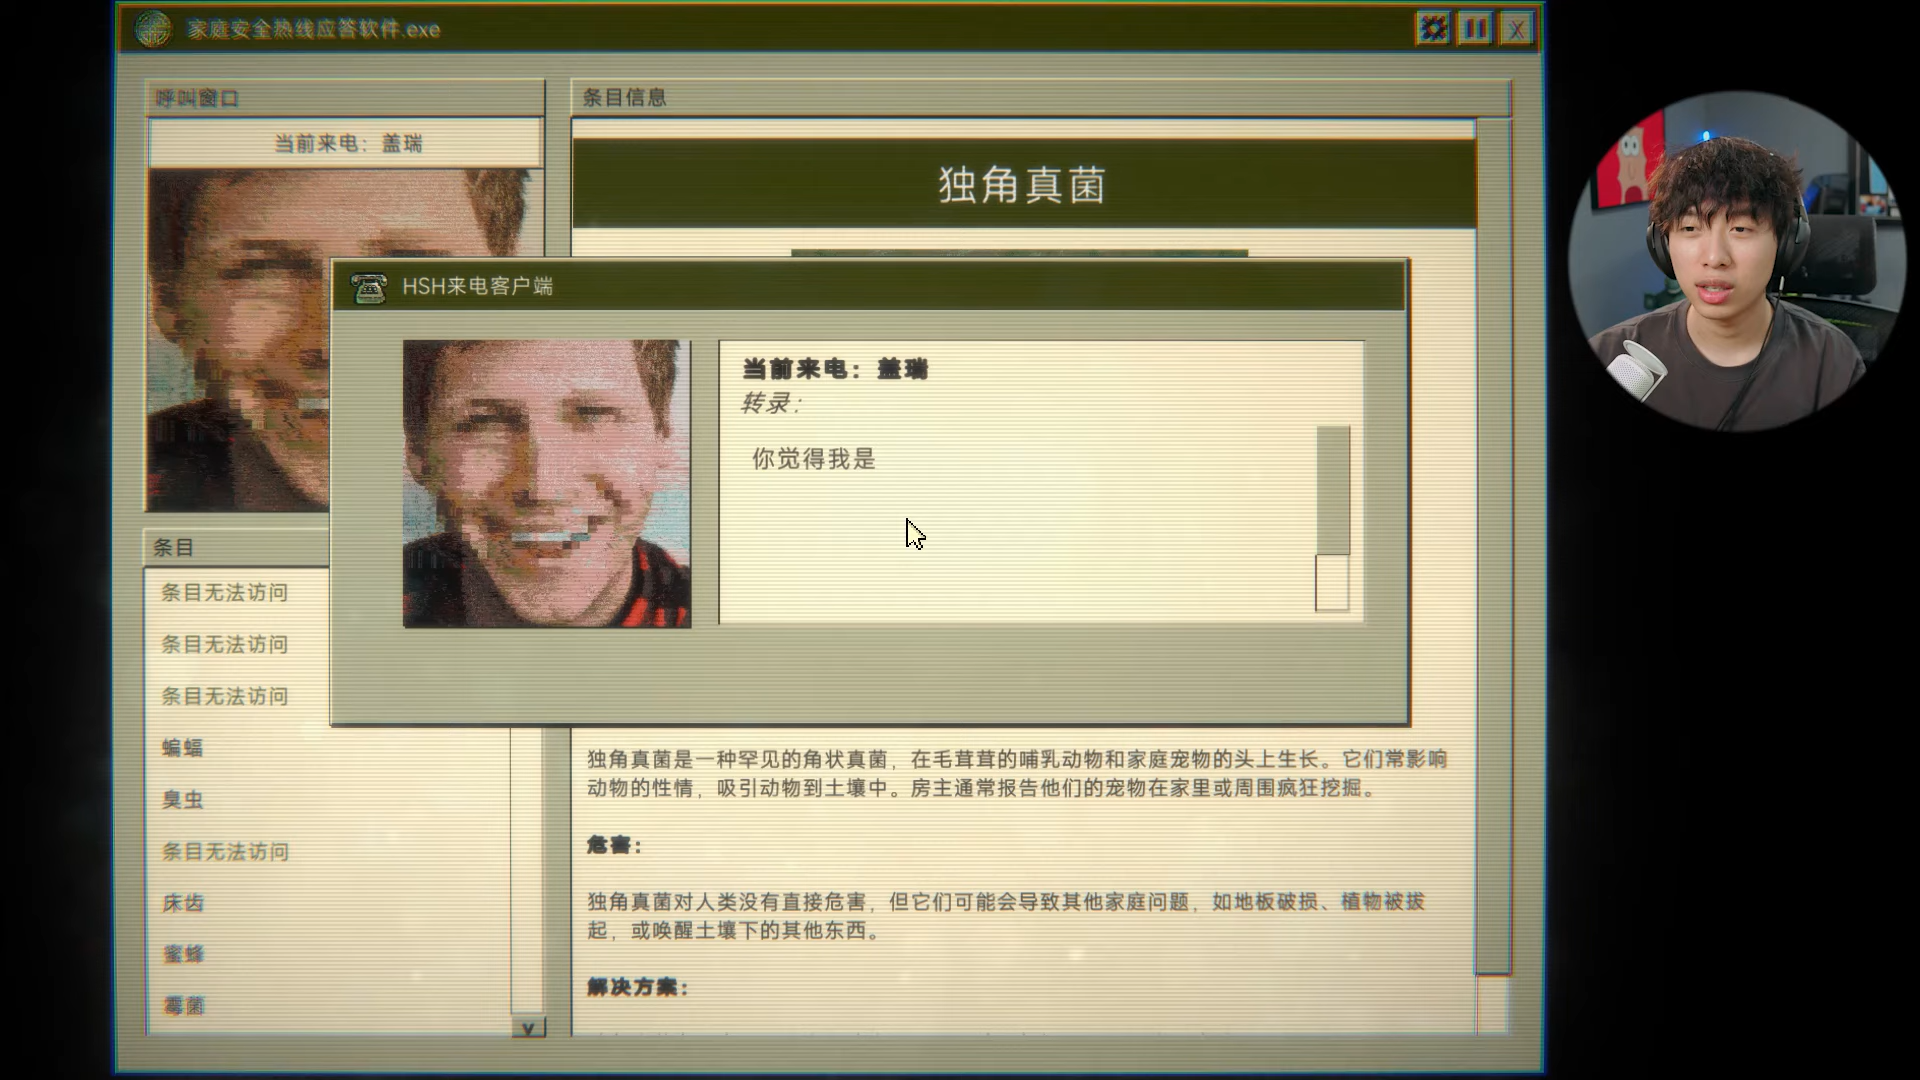 家庭安全热线应答软件.exe
呼叫窗口
当前来电：盖瑞
条目信息
独角真菌
HSH来电客户端
当前来电：盖瑞
转录：
你觉得我是
条目
条目无法访问
条目无法访问
条目无法访问
蝙蝠
臭虫
条目无法访问
床齿
蜜蜂
霉菌
独角真菌是一种罕见的角状真菌，在毛茸茸的哺乳动物和家庭宠物的头上生长。它们常影响
动物的性情，吸引动物到土壤中。房主通常报告他们的宠物在家里或周围疯狂挖掘。
危害：
独角真菌对人类没有直接危害，但它们可能会导致其他家庭问题，如地板破损、植物被拔
起，或唤醒土壤下的其他东西。
解决方案：